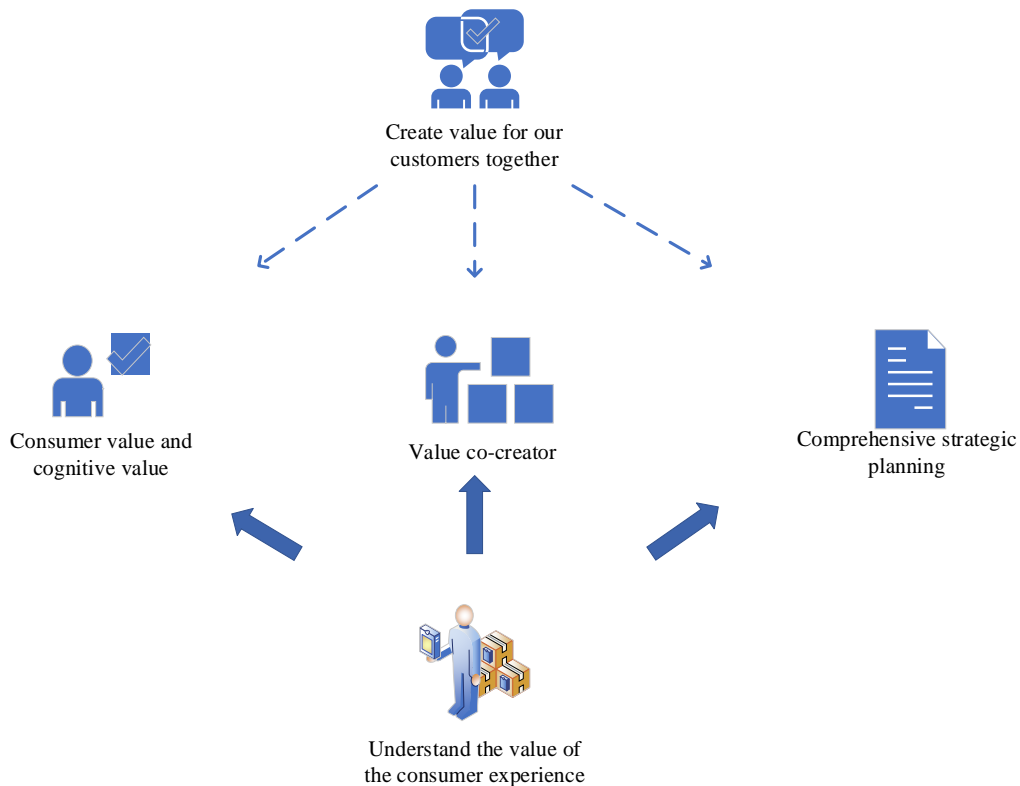 Create value for our
customers together
Consumer value and
cognitive value
Value co-creator
Comprehensive strategic
planning
Understand the value of
the consumer experience